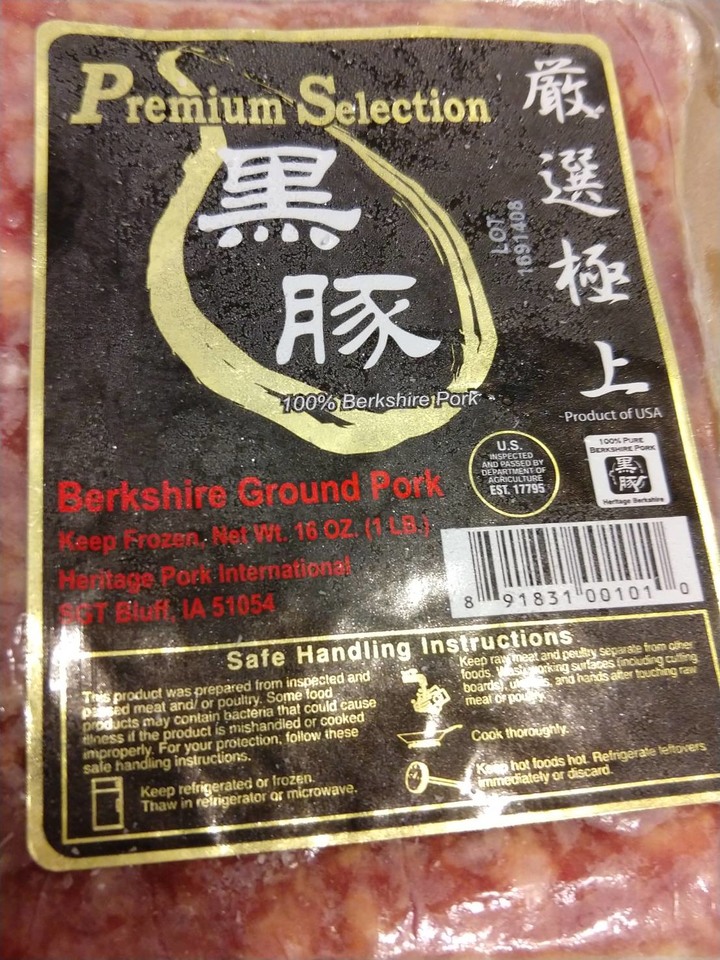 Premium Selection
厳選極上
黒豚
100% Berkshire Pork
LOT
1691408
Product of USA
U.S.
INSPECTED
AND PASSED BY
DEPARTMENT OF
AGRICULTURE
EST. 17795
100% PURE
BERKSHIRE PORK
黒豚
Heritage Berkshire
Berkshire Ground Pork
Keep Frozen. Net Wt. 16 OZ. (1 LB.)
Heritage Pork International
SGT Bluff, IA 51054
8 91831 00101 0
Safe Handling Instructions
This product was prepared from inspected and
passed meat and/ or poultry. Some food
products may contain bacteria that could cause
illness if the product is mishandled or cooked
improperly. For your protection, follow these
safe handling instructions.
Keep refrigerated or frozen.
Thaw in refrigerator or microwave.
Keep raw meat and poultry separate from other
foods. Wash working surfaces (including cutting
boards), utensils, and hands after touching raw
meat or poultry.
Cook thoroughly.
Keep hot foods hot. Refrigerate leftovers
immediately or discard.